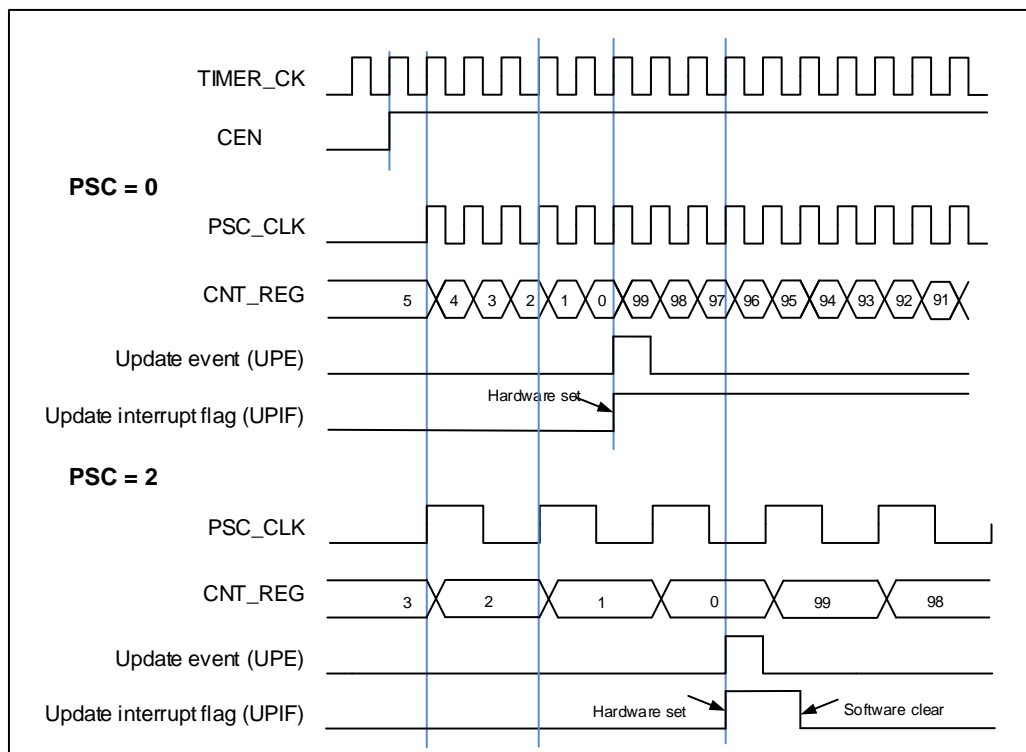 TIMER_CK
CEN
PSC = 0
PSC_CLK
CNT_REG 5 4 3 2 1 0 99 98 97 96 95 94 93 92 91
Update event (UPE)
Hardware set
Update interrupt flag (UPIF)
PSC = 2
PSC_CLK
CNT_REG 3 2 1 0 99 98
Update event (UPE)
Update interrupt flag (UPIF) Hardware set Software clear